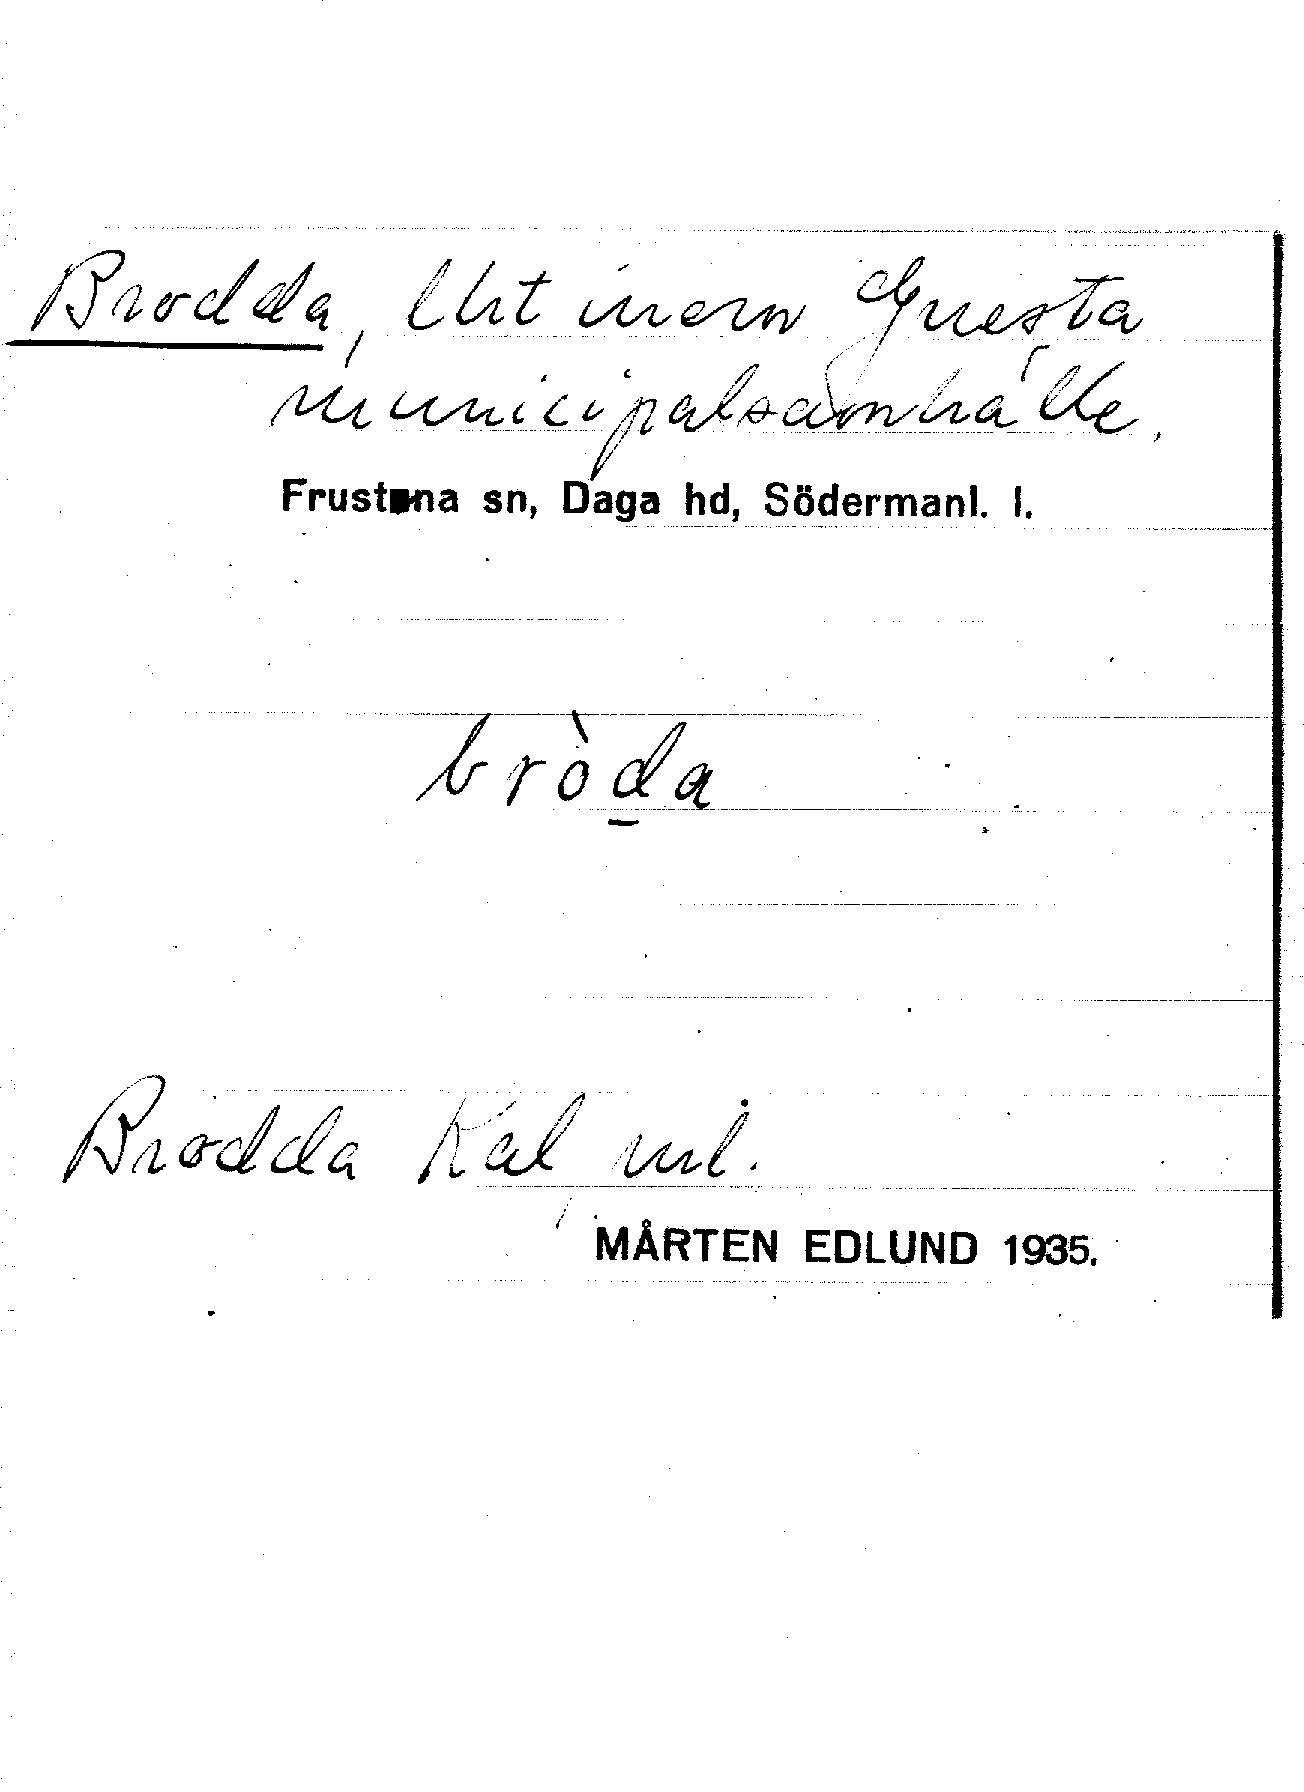 Brodda, lht inom Gnesta
municipalsamhälle.
Frustuna sn, Daga hd, Södermanl. l.
bròda
Brodda Kal ml.
MÅRTEN EDLUND 1935.